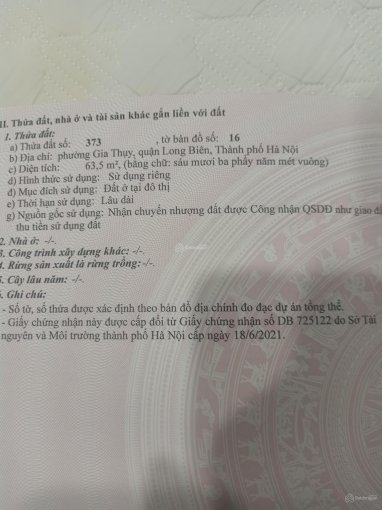 II. Thửa đất, nhà ở và tài sản khác gắn liền với đất
1. Thửa đất:
a) Thửa đất số: 373 , tờ bản đồ số: 16
b) Địa chỉ: phường Gia Thụy, quận Long Biên, Thành phố Hà Nội
c) Diện tích: 63,5 m², (bằng chữ: sáu mươi ba phẩy năm mét vuông)
d) Hình thức sử dụng: Sử dụng riêng
đ) Mục đích sử dụng: Đất ở tại đô thị
e) Thời hạn sử dụng: Lâu dài
g) Nguồn gốc sử dụng: Nhận chuyển nhượng đất được Công nhận QSDĐ như giao
thu tiền sử dụng đất
2. Nhà ở: -/-.
3. Công trình xây dựng khác: -/-.
4. Rừng sản xuất là rừng trồng: -/-.
5. Cây lâu năm: -/-.
6. Ghi chú:
- Số tờ, số thửa được xác định theo bản đồ địa chính đo đạc dự án tổng thể.
- Giấy chứng nhận này được cấp đổi từ Giấy chứng nhận số DB 725122 do Sở Tài
nguyên và Môi trường thành phố Hà Nội cấp ngày 18/6/2021.